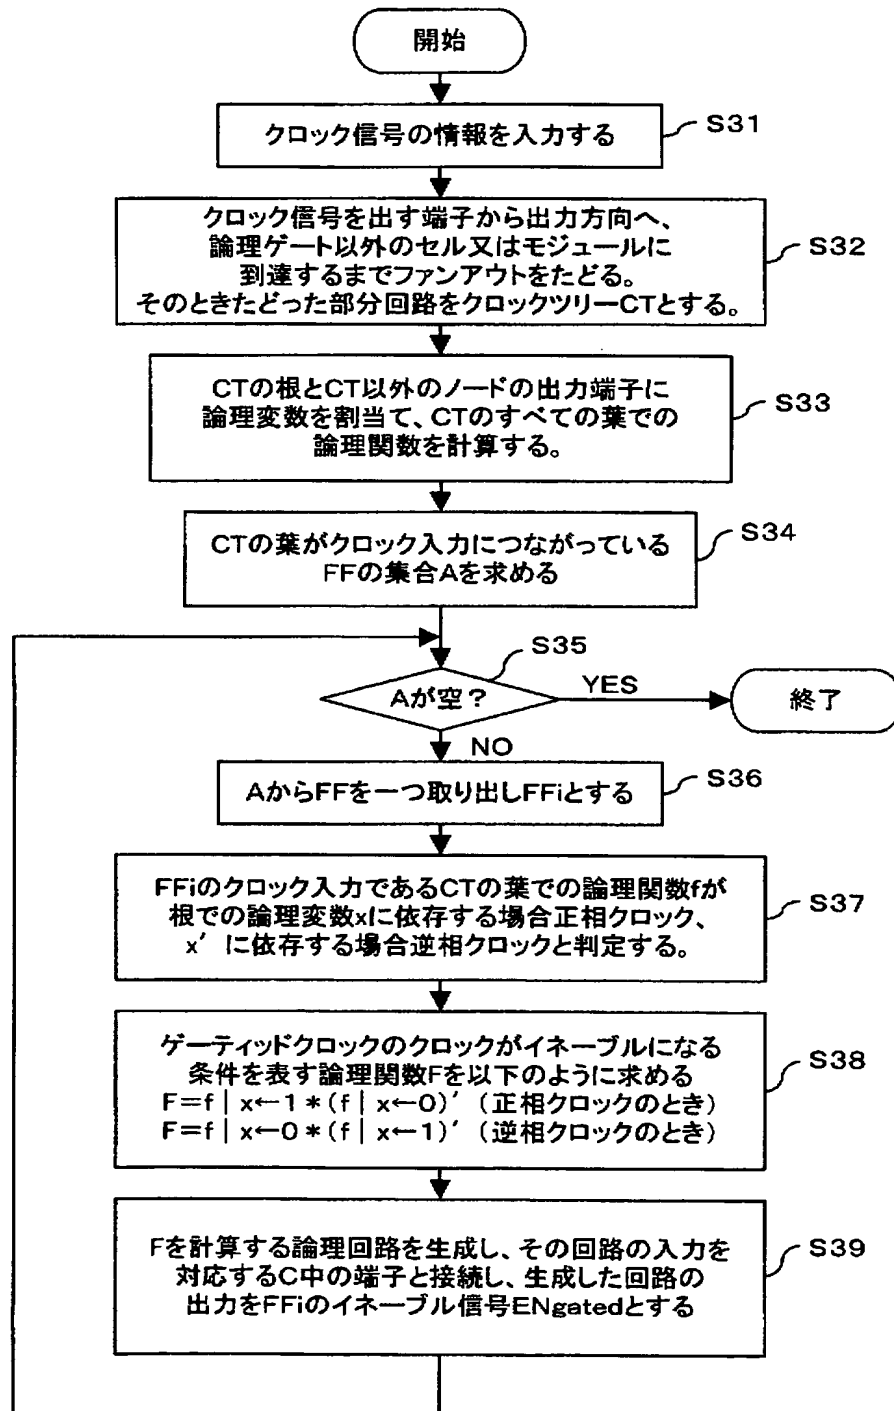 開始
クロック信号の情報を入力する
S31
クロック信号を出す端子から出力方向へ、
論理ゲート以外のセル又はモジュールに
到達するまでファンアウトをたどる。
そのときたどった部分回路をクロックツリーCTとする。
S32
CTの根とCT以外のノードの出力端子に
論理変数を割当て、CTのすべての葉での
論理関数を計算する。
S33
CTの葉がクロック入力につながっている
FFの集合Aを求める
S34
S35
Aが空?
YES
終了
NO
AからFFを一つ取り出しFFiとする
S36
FFiのクロック入力であるCTの葉での論理関数fが
根での論理変数xに依存する場合正相クロック、
x′ に依存する場合逆相クロックと判定する。
S37
ゲーティッドクロックのクロックがイネーブルになる
条件を表す論理関数Fを以下のように求める
F=f|x←1*(f|x←0)′(正相クロックのとき)
F=f|x←0*(f|x←1)′(逆相クロックのとき)
S38
Fを計算する論理回路を生成し、その回路の入力を
対応するC中の端子と接続し、生成した回路の
出力をFFiのイネーブル信号ENgatedとする
S39